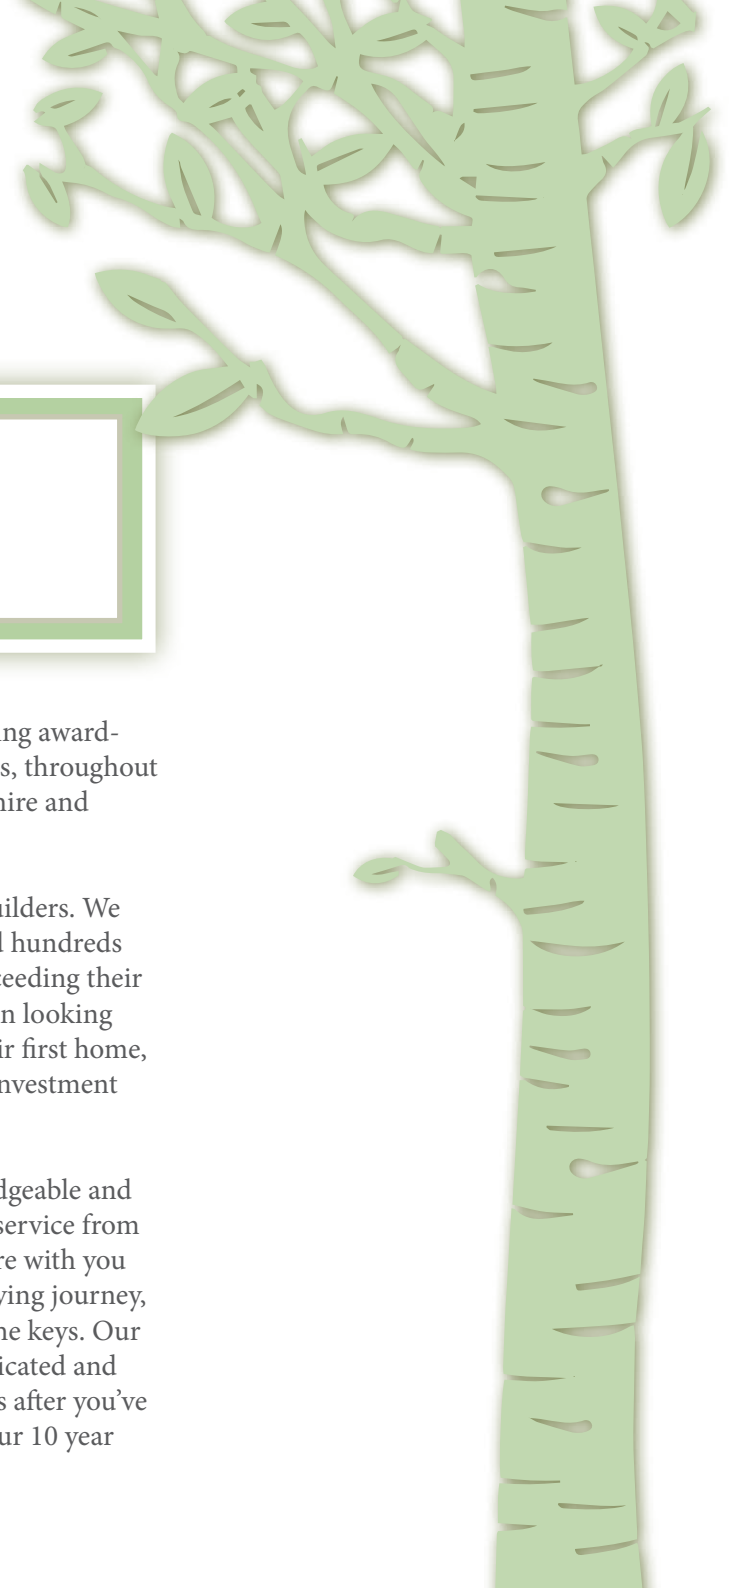 ing award-
s, throughout
hire and
uilders. We
d hundreds
ceeding their
n looking
ir first home,
nvestment
dgeable and
service from
re with you
ying journey,
he keys. Our
icated and
s after you’ve
ur 10 year